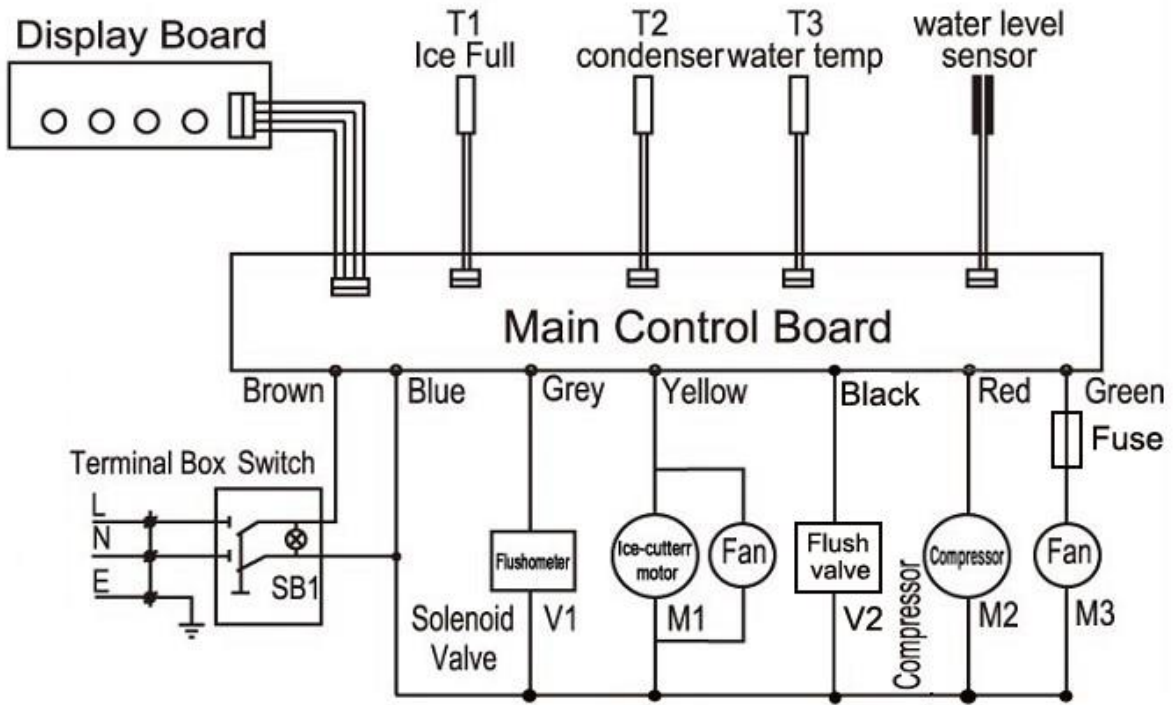 Display Board
T1
Ice Full
T2
condenser
T3
water temp
water level
sensor
Main Control Board
Brown
Blue
Grey
Yellow
Black
Red
Green
Fuse
Terminal Box Switch
L
N
E
SB1
Flushometer
Solenoid
Valve
V1
Ice-cutterr
motor
M1
Fan
Flush
valve
V2
Compressor
Compressor
M2
Fan
M3